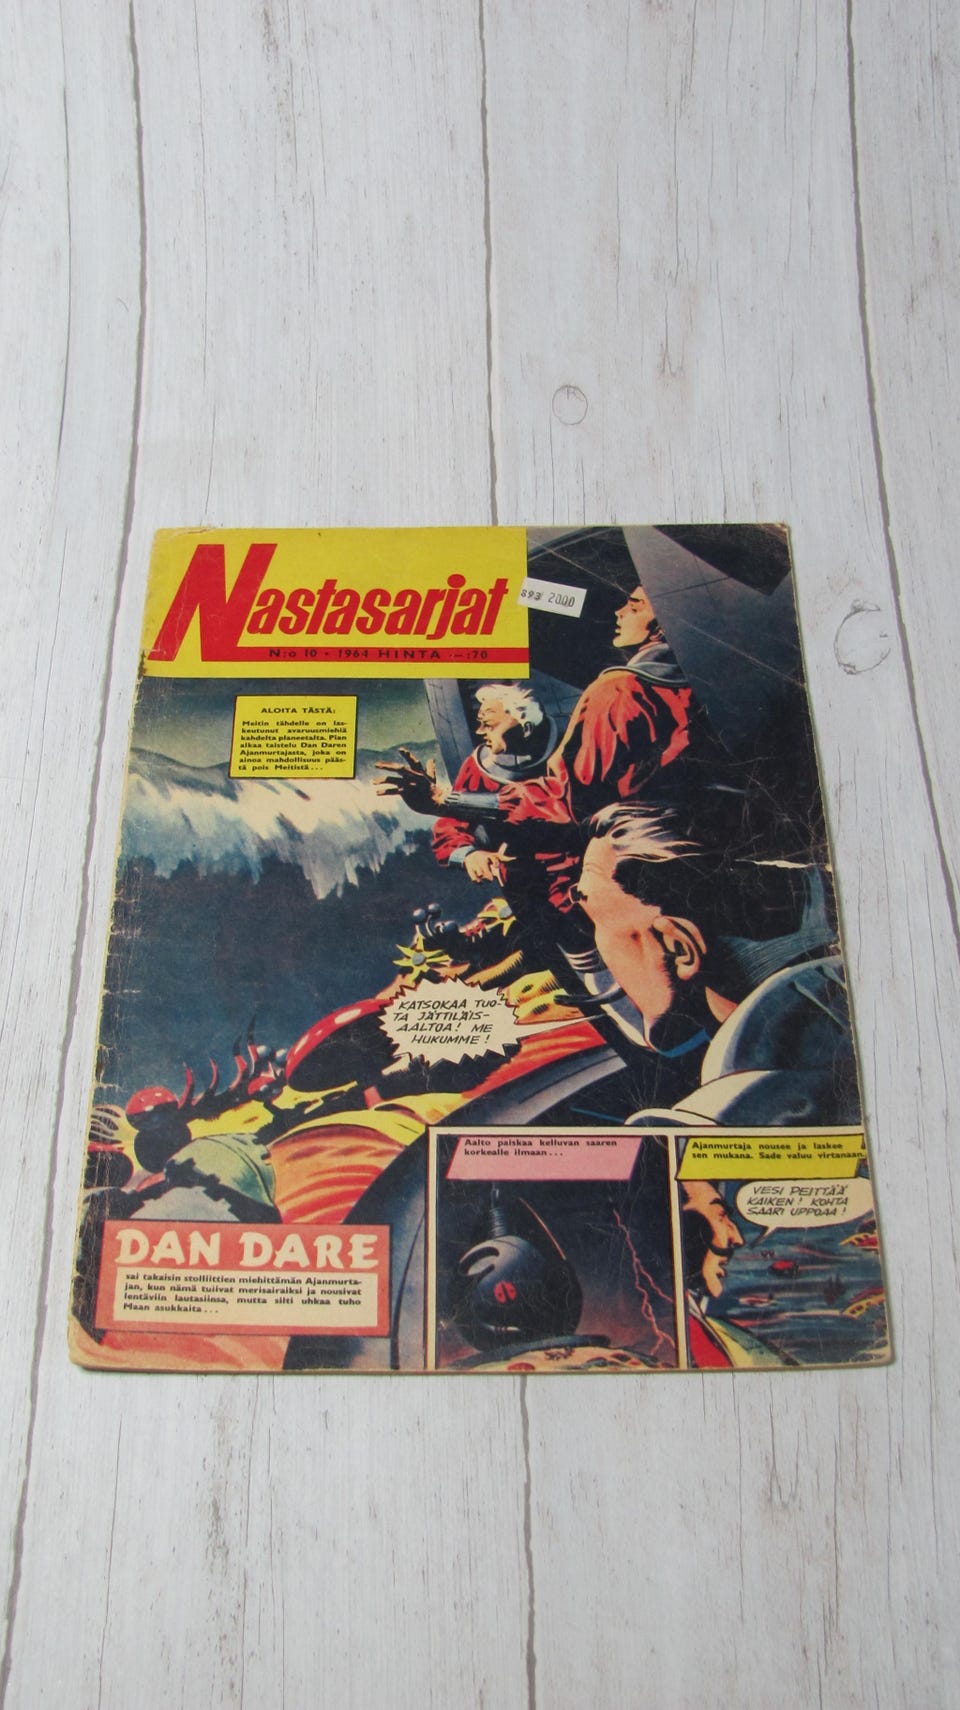 Nastasarjat
893 2000
N:o 10 • 1964 HINTA -:70
ALOITA TÄSTÄ:
Meitin tähdelle on las-
keutunut avaruusmiehiä
kahdelta planeetalta. Pian
alkaa taistelu Dan Daren
Ajanmurtajasta, joka on
ainoa mahdollisuus pääs-
tä pois Meitistä...
KATSOKAA TUO-
TA JÄTTILÄIS-
AALTOA! ME
HUKUMME!
Aalto paiskaa kelluvan saaren
korkealle ilmaan...
Ajanmurtaja nousee ja laskee
sen mukana. Sade valuu virtanaan.
VESI PEITTÄÄ
KAIKEN! KOHTA
SAARI UPPOAA!
DAN DARE
sai takaisin stolliittien miehittämän Ajanmurta-
jan, kun nämä tulivat merisairaiksi ja nousivat
lentäviin lautasiinsa, mutta silti uhkaa tuho
Maan asukkaita...